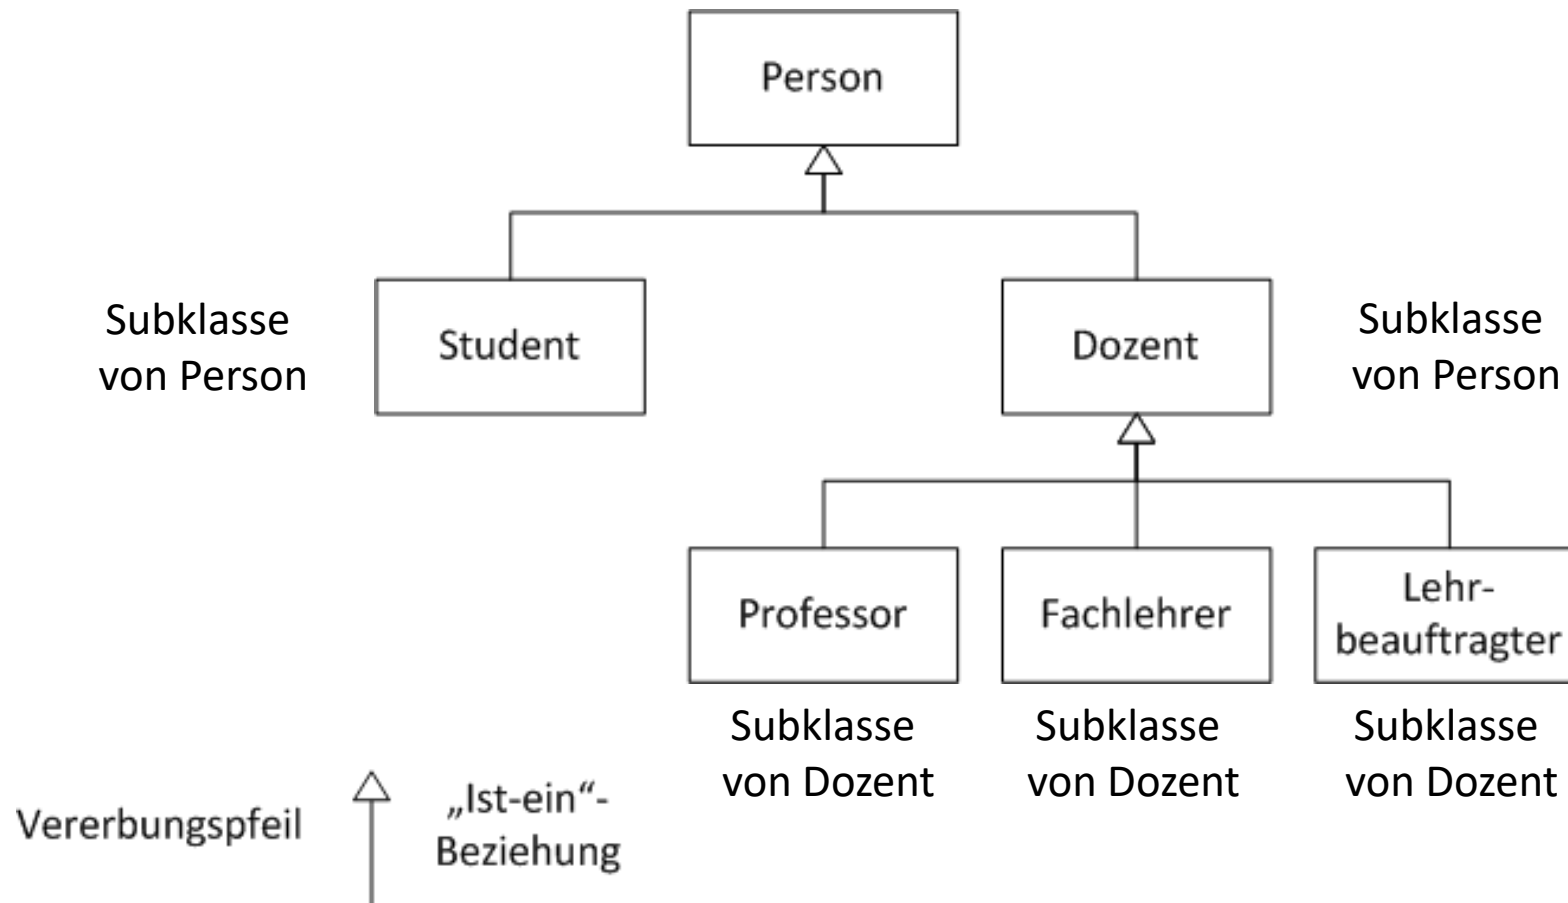 Person
Subklasse
von Person
Student
Dozent
Subklasse
von Person
Professor
Fachlehrer
Lehr-
beauftragter
Subklasse
von Dozent
Subklasse
von Dozent
Subklasse
von Dozent
Vererbungspfeil
„Ist-ein“-
Beziehung